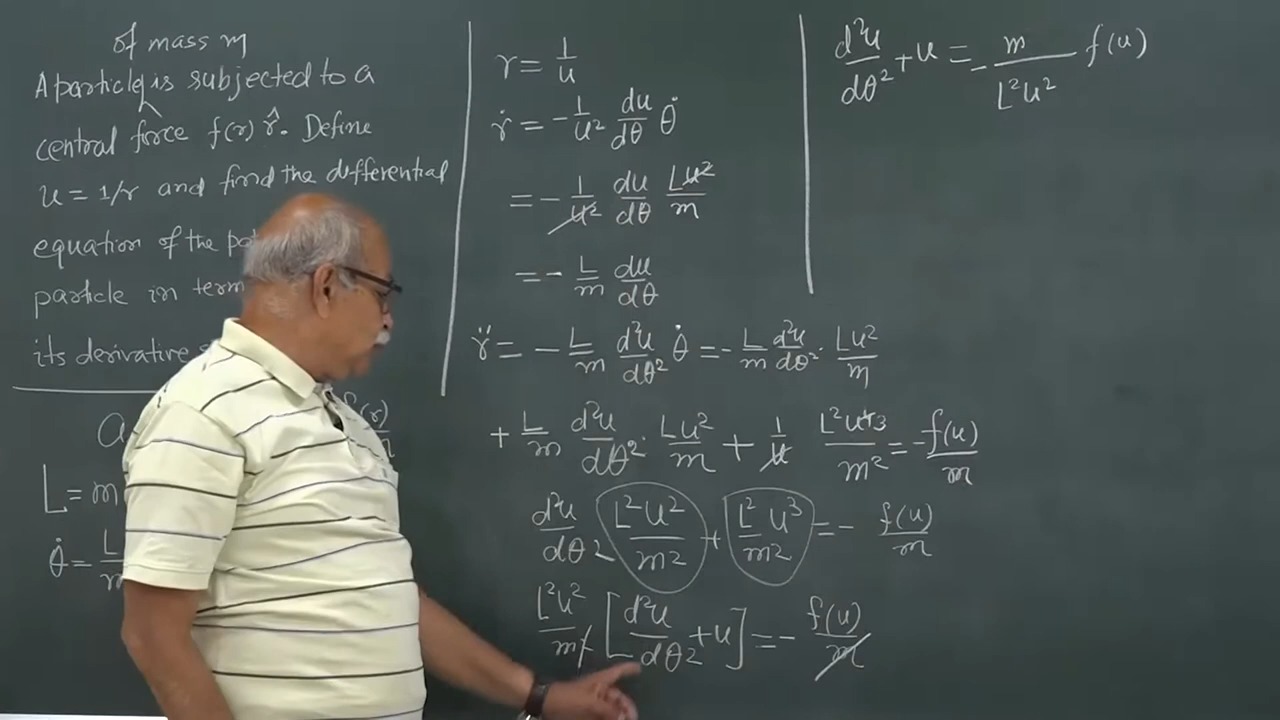 of mass m
A particle is subjected to a
central force f(r) r̂. Define
u = 1/r and find the differential
equation of the
particle in
its derivative
L = m
θ̇ = L
f(r)
r = 1/u
ṙ = -1/u² du/dθ θ̇
= -1/u² du/dθ Lu²/m
= - L/m du/dθ
r̈ = - L/m d²u/dθ² θ̇ = - L/m d²u/dθ² · Lu²/m
+ L/m d²u/dθ² · Lu²/m + 1/u L²u⁴3/m² = - f(u)/m
d²u/dθ² L²u²/m² + L²u³/m² = - f(u)/m
L²u²/m² [d²u/dθ² + u] = - f(u)/m
d²u/dθ² + u = - m/L²u² f(u)